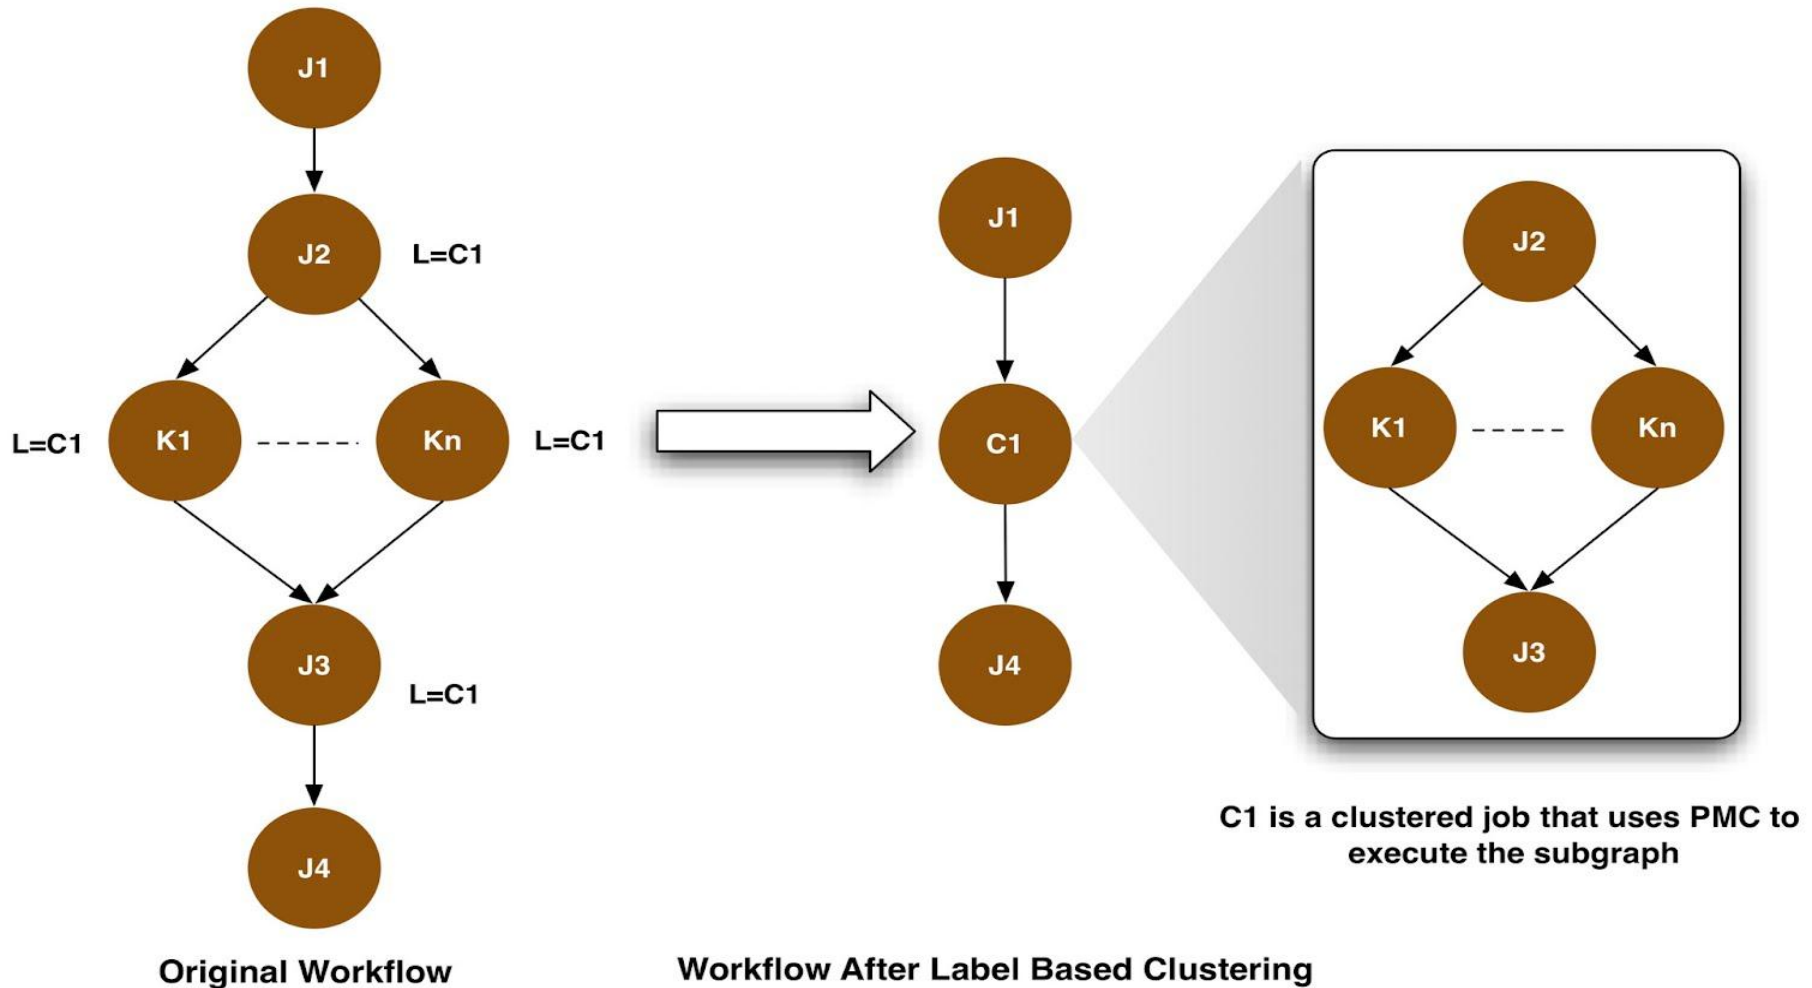 J1
J2
L=C1
L=C1
K1
Kn
L=C1
J3
L=C1
J4
Original Workflow
J1
C1
J4
Workflow After Label Based Clustering
J2
K1
Kn
J3
C1 is a clustered job that uses PMC to
execute the subgraph